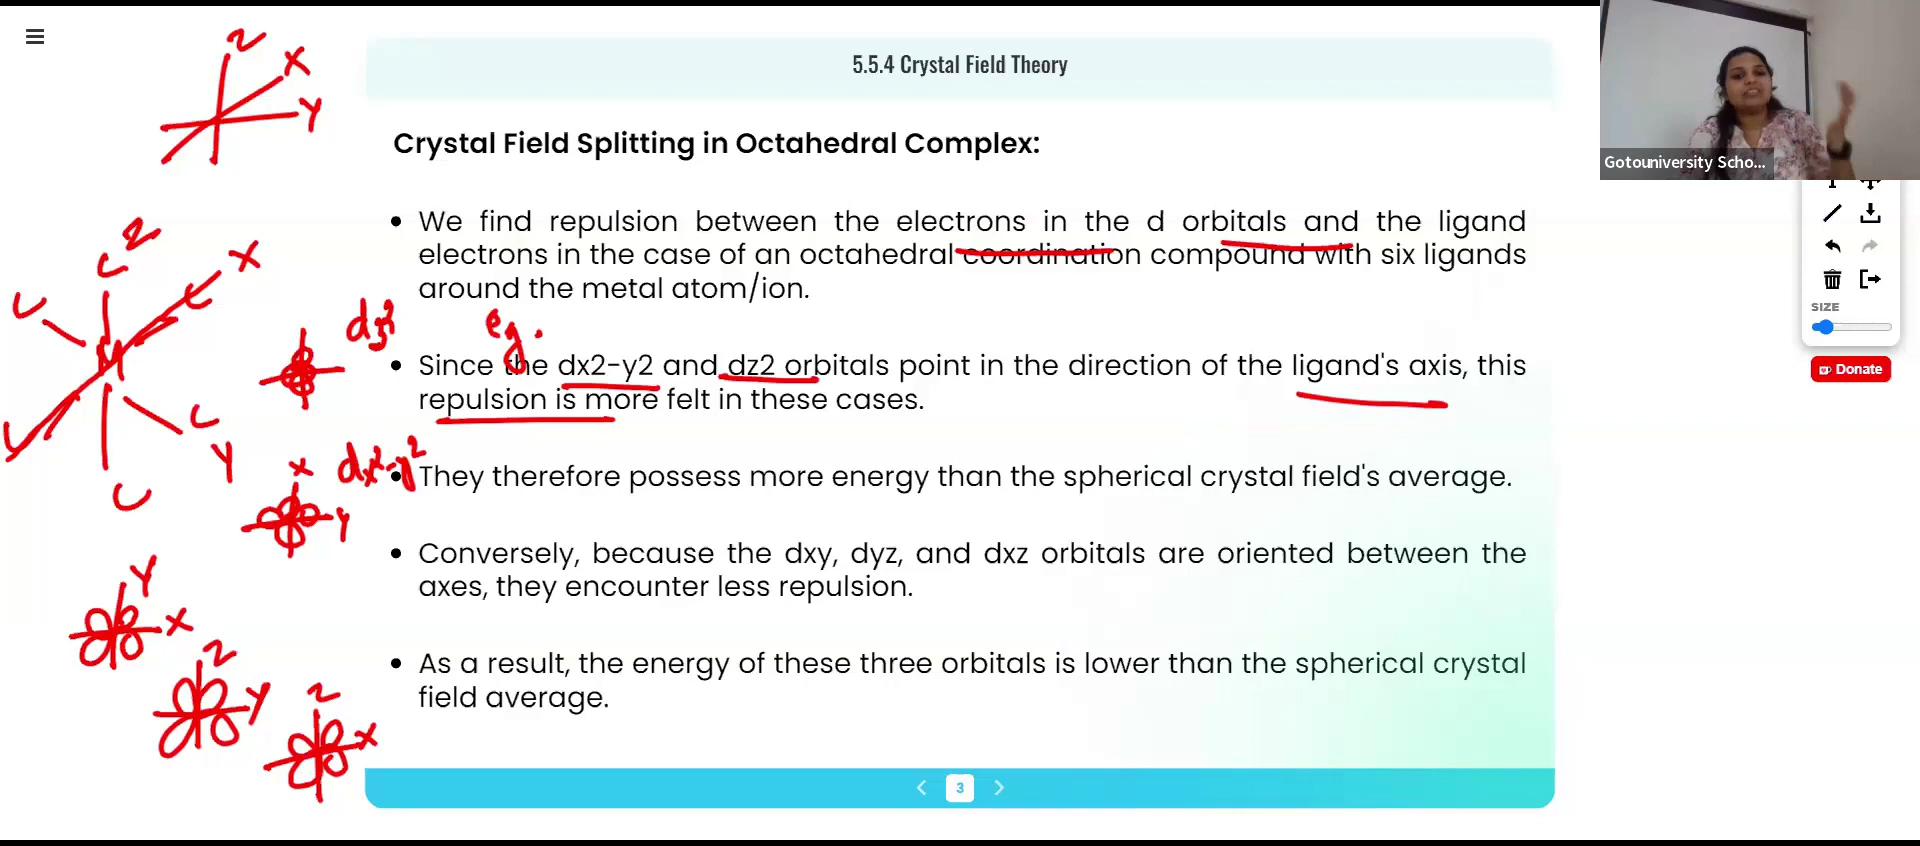 5.5.4 Crystal Field Theory
Gotouniversity Scho...
Crystal Field Splitting in Octahedral Complex:
We find repulsion between the electrons in the d orbitals and the ligand
electrons in the case of an octahedral coordination compound with six ligands
around the metal atom/ion.
eg.
Since the dx2-y2 and dz2 orbitals point in the direction of the ligand's axis, this
repulsion is more felt in these cases.
They therefore possess more energy than the spherical crystal field's average.
Conversely, because the dxy, dyz, and dxz orbitals are oriented between the
axes, they encounter less repulsion.
As a result, the energy of these three orbitals is lower than the spherical crystal
field average.
3
SIZE
Donate
Z
X
Y
Z
L
X
L
L
M
L
L
Y
L
dz²
dx²-y²
X
Y
Y
X
Z
Y
Z
X